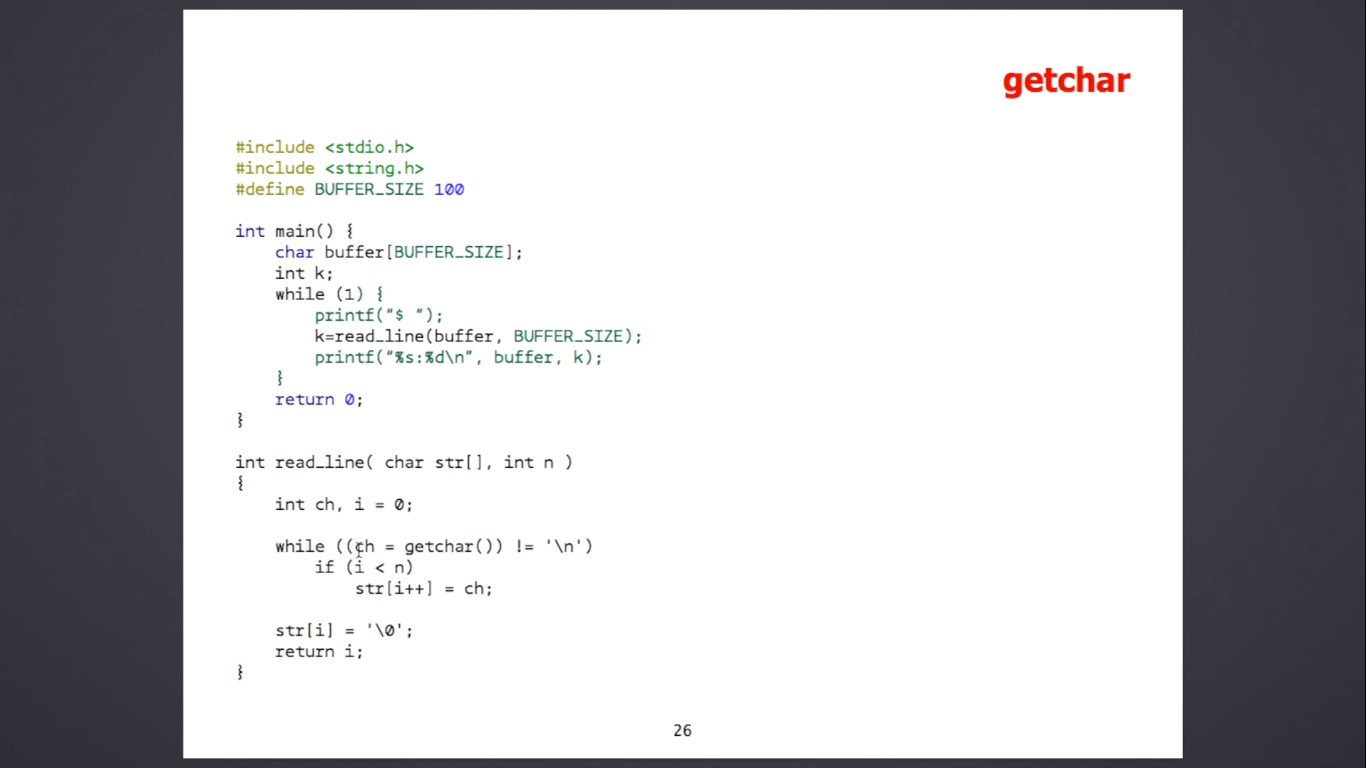 getchar
#include <stdio.h>
#include <string.h>
#define BUFFER_SIZE 100
int main() {
    char buffer[BUFFER_SIZE];
    int k;
    while (1) {
        printf("$ ");
        k=read_line(buffer, BUFFER_SIZE);
        printf("%s:%d\n", buffer, k);
    }
    return 0;
}
int read_line( char str[], int n )
{
    int ch, i = 0;
    while ((ch = getchar()) != '\n')
        if (i < n)
            str[i++] = ch;
    str[i] = '\0';
    return i;
}
26